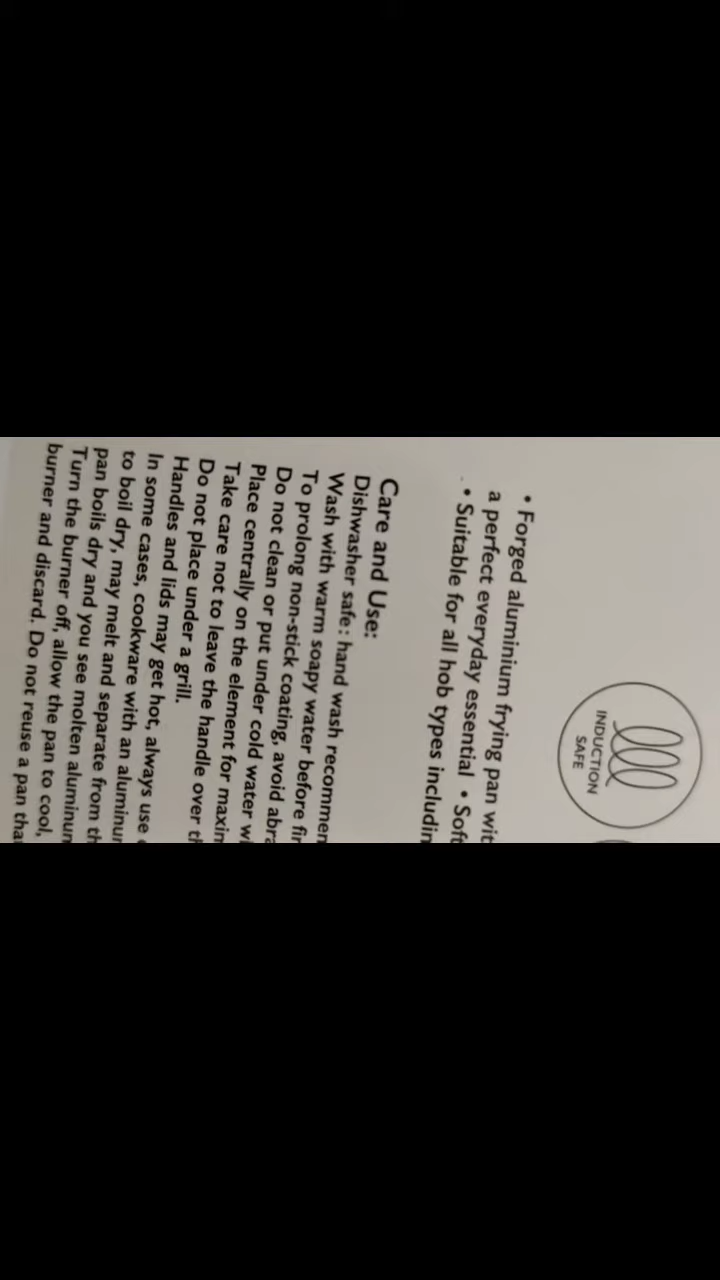 INDUCTION
SAFE
• Forged aluminium frying pan wit
a perfect everyday essential • Soft
• Suitable for all hob types includin
Care and Use:
Dishwasher safe: hand wash recommen
Wash with warm soapy water before fir
To prolong non-stick coating, avoid abra
Do not clean or put under cold water w
Place centrally on the element for maxin
Take care not to leave the handle over th
Do not place under a grill.
Handles and lids may get hot, always use
In some cases, cookware with an aluminum
to boil dry, may melt and separate from th
pan boils dry and you see molten aluminum
Turn the burner off, allow the pan to cool,
burner and discard. Do not reuse a pan that